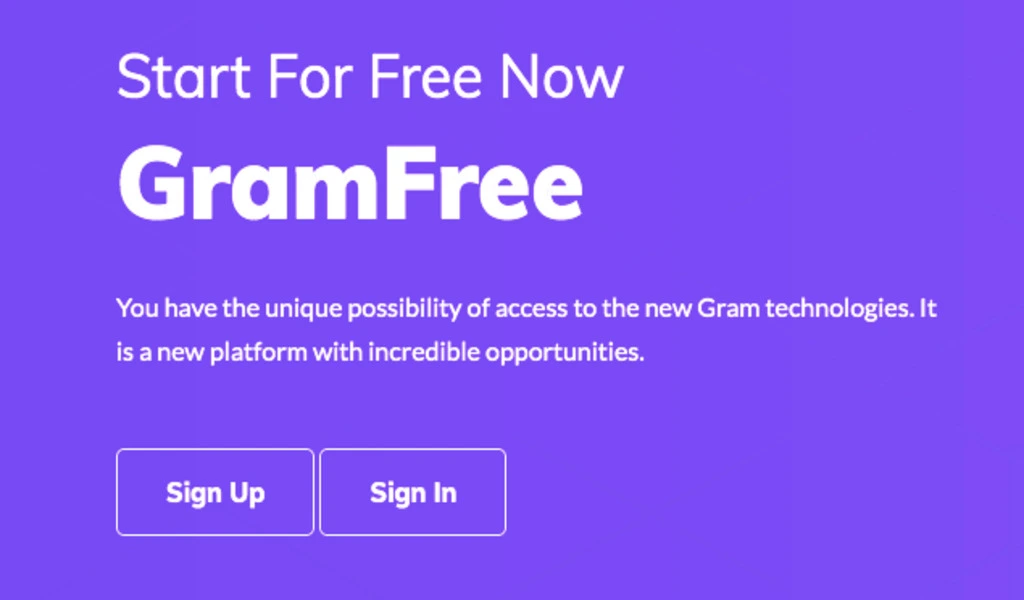 Start For Free Now
GramFree
You have the unique possibility of access to the new Gram technologies. It
is a new platform with incredible opportunities.
Sign Up
Sign In